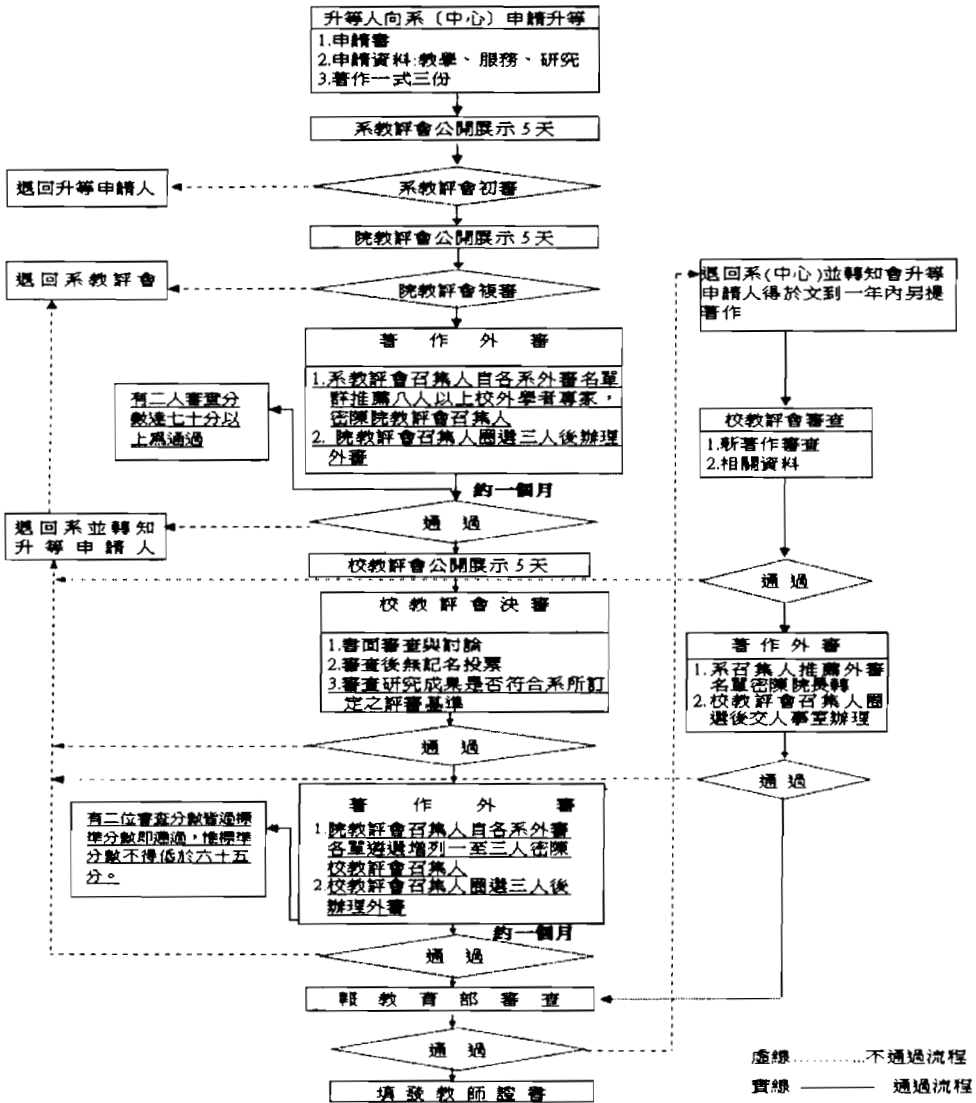 升等人向系（中心）申請升等
1.申請書
2.申請資料:教學、服務、研究
3.著作一式三份
系教評會公開展示 5 天
退回升等申請人
系教評會初審
院教評會公開展示 5 天
退回系教評會
院教評會複審
著作外審
1.系教評會召集人自各系外審名單
群推薦八人以上校外學者專家，
密陳院教評會召集人
2. 院教評會召集人圈選三人後辦理
外審
有二人審查分
數達七十分以
上為通過
約一個月
通過
退回系並轉知
升等申請人
校教評會公開展示 5 天
校教評會決審
1.書面審查與討論
2.審查後無記名投票
3.審查研究成果是否符合系所訂
定之評審基準
通過
著作外審
1. 院教評會召集人自各系外審
名單遴選增列一至三人密陳
校教評會召集人
2.校教評會召集人圈選三人後
辦理外審
有二位審查分數皆過標
準分數即通過，惟標準
分數不得低於六十五
分。
約一個月
通過
報教育部審查
通過
填發教師證書
退回系(中心)並轉知會升等
申請人得於文到一年內另提
著作
校教評會審查
1.新著作審查
2.相關資料
通過
著作外審
1.系召集人推薦外審
名單密陳院長轉
2.校教評會召集人圈
選後交人事室辦理
通過
虛線............不通過流程
實線 ——— 通過流程